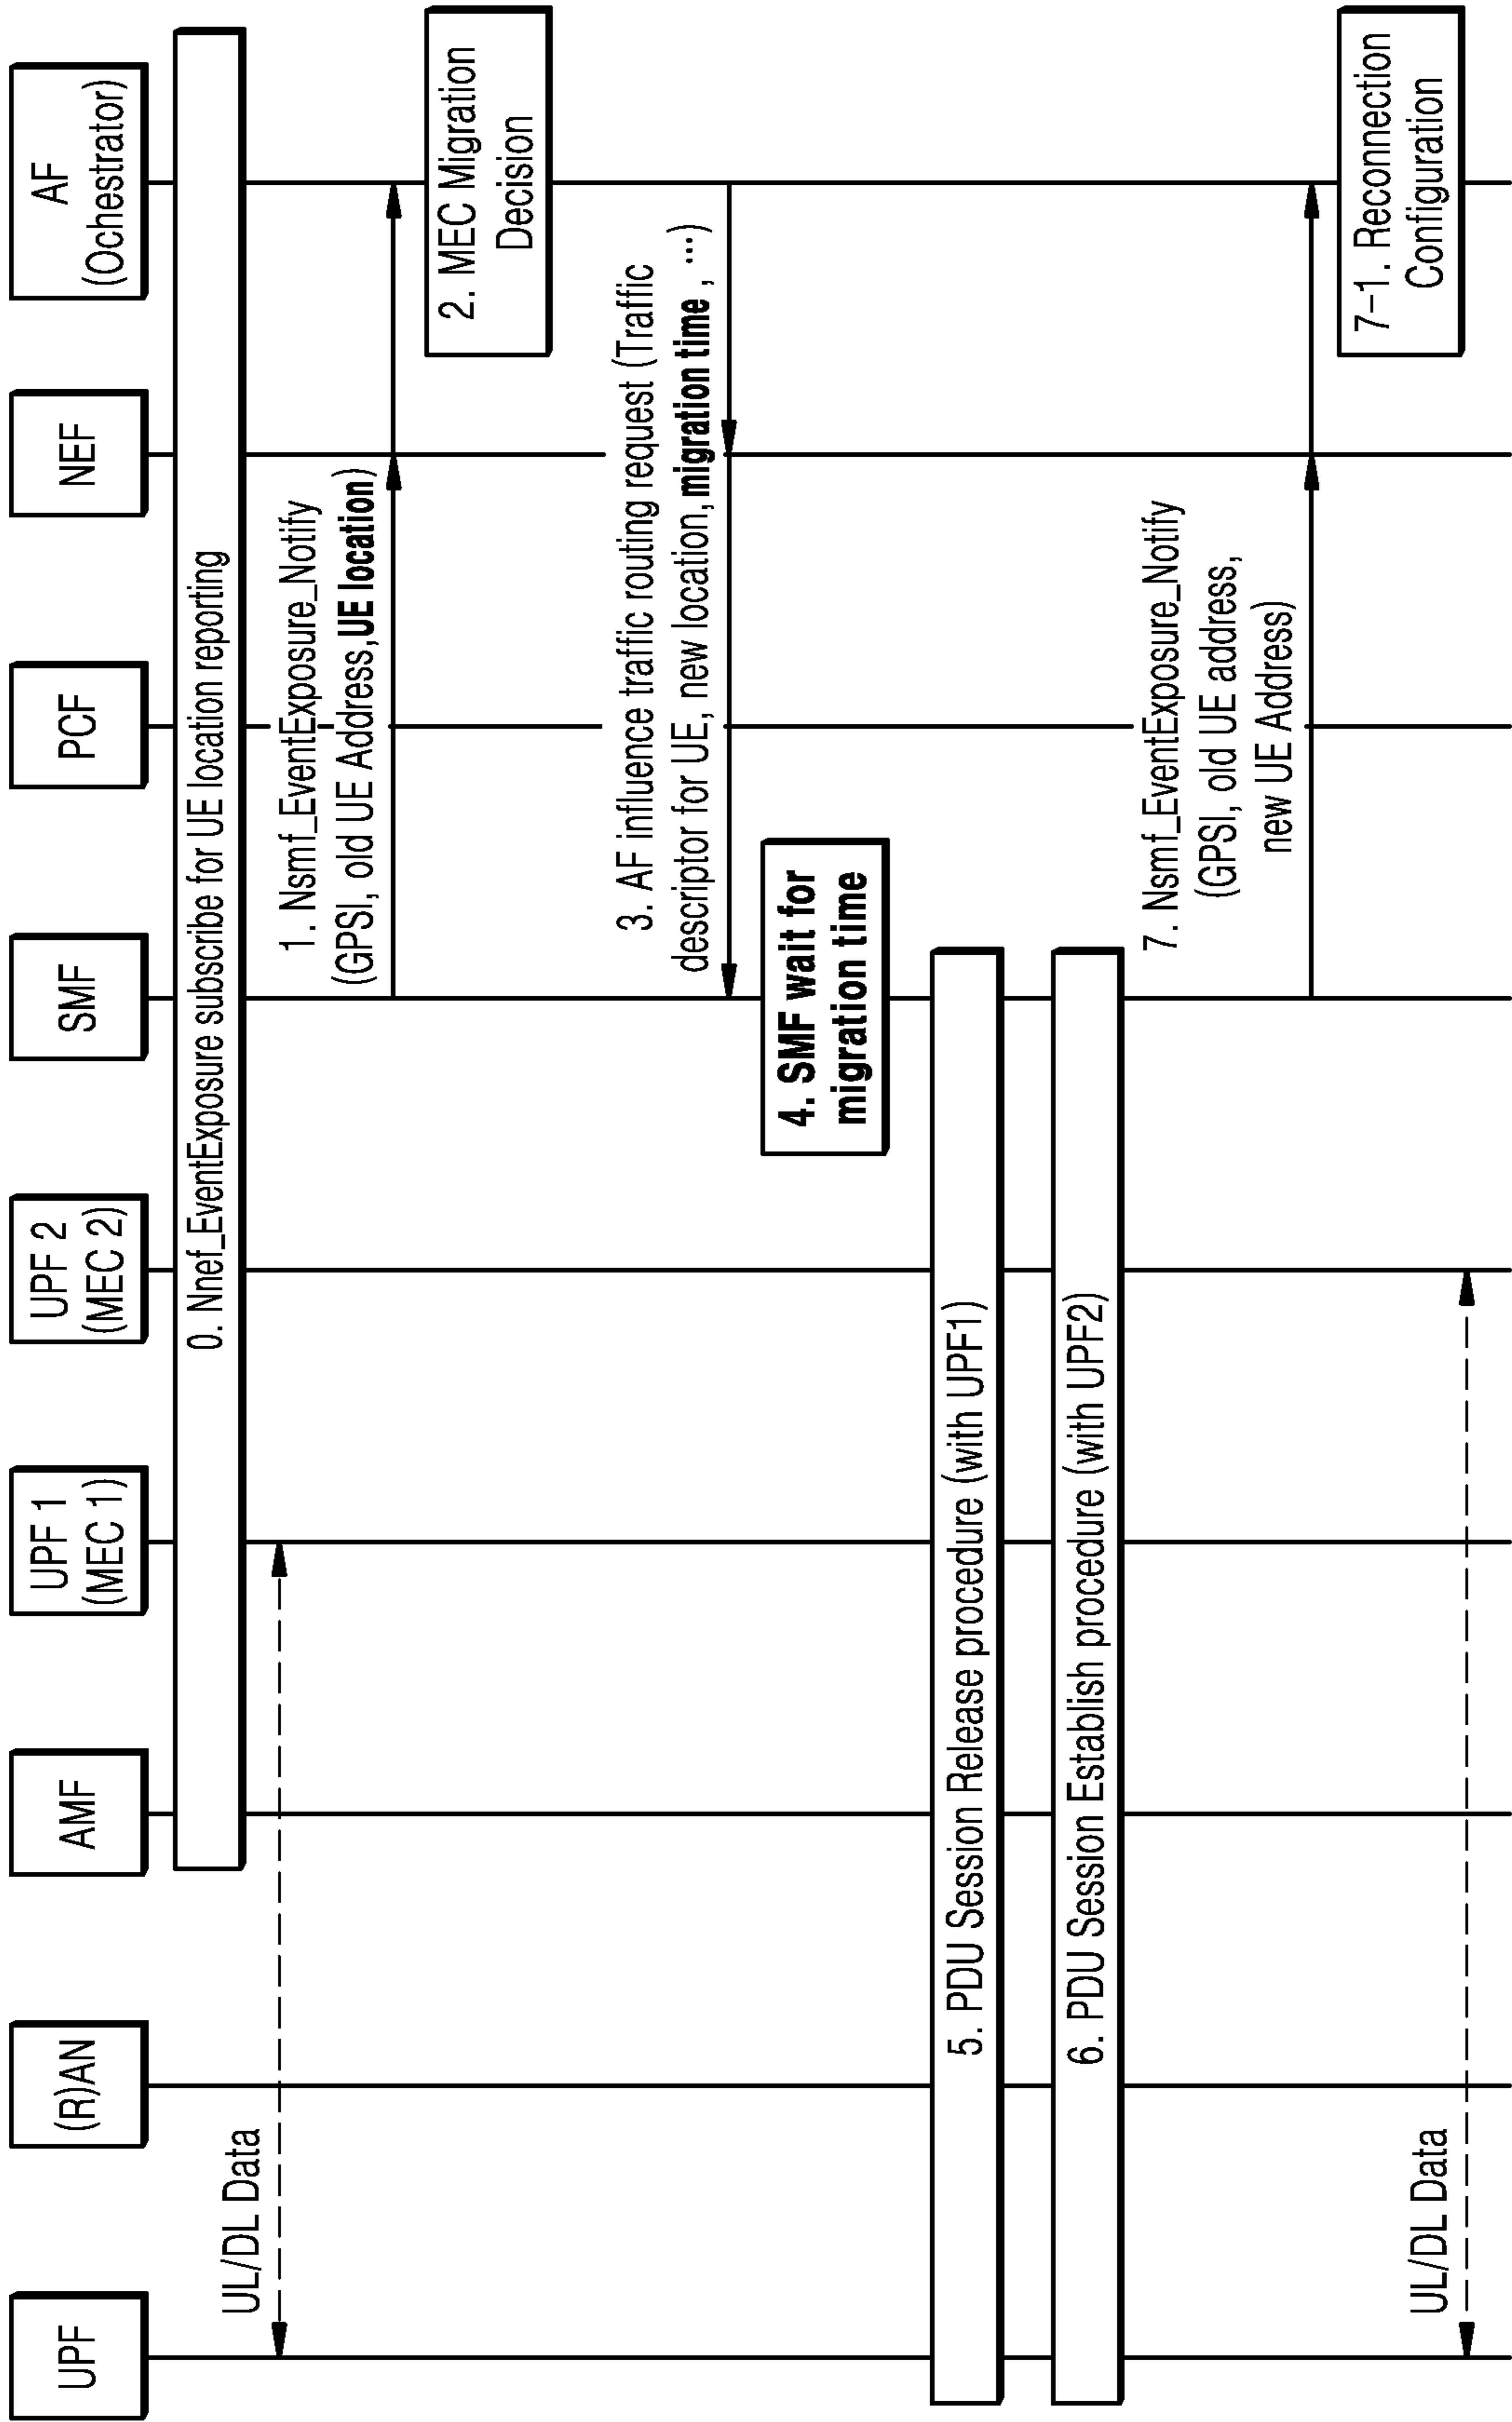 UPF
(R)AN
AMF
UPF 1
(MEC 1)
UPF 2
(MEC 2)
SMF
PCF
NEF
AF
(Ochestrator)
0. Nnef_EventExposure subscribe for UE location reporting
UL/DL Data
1. Nsmf_EventExposure_Notify
(GPSI, old UE Address, UE location)
2. MEC Migration
Decision
3. AF influence traffic routing request (Traffic
descriptor for UE, new location, migration time, ...)
4. SMF wait for
migration time
5. PDU Session Release procedure (with UPF1)
6. PDU Session Establish procedure (with UPF2)
7. Nsmf_EventExposure_Notify
(GPSI, old UE address,
new UE Address)
7-1. Reconnection
Configuration
UL/DL Data